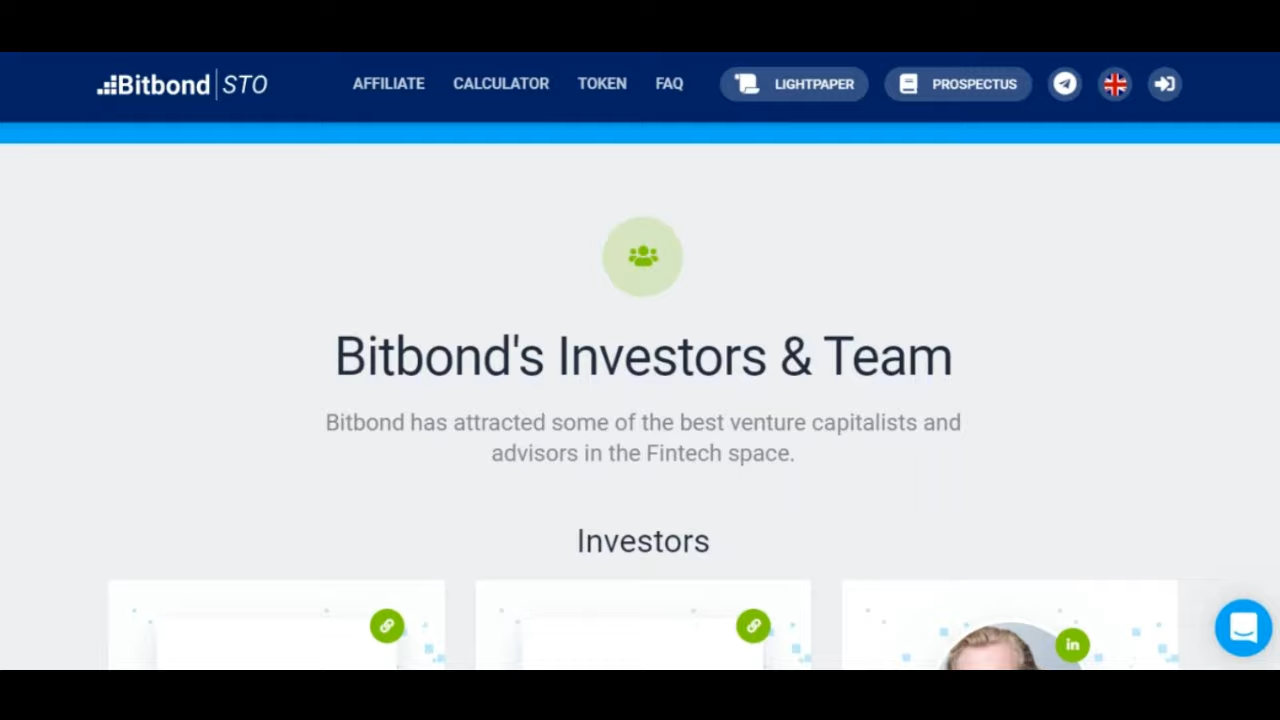 Bitbond STO AFFILIATE CALCULATOR TOKEN FAQ LIGHTPAPER PROSPECTUS
Bitbond's Investors & Team
Bitbond has attracted some of the best venture capitalists and
advisors in the Fintech space.
Investors
in